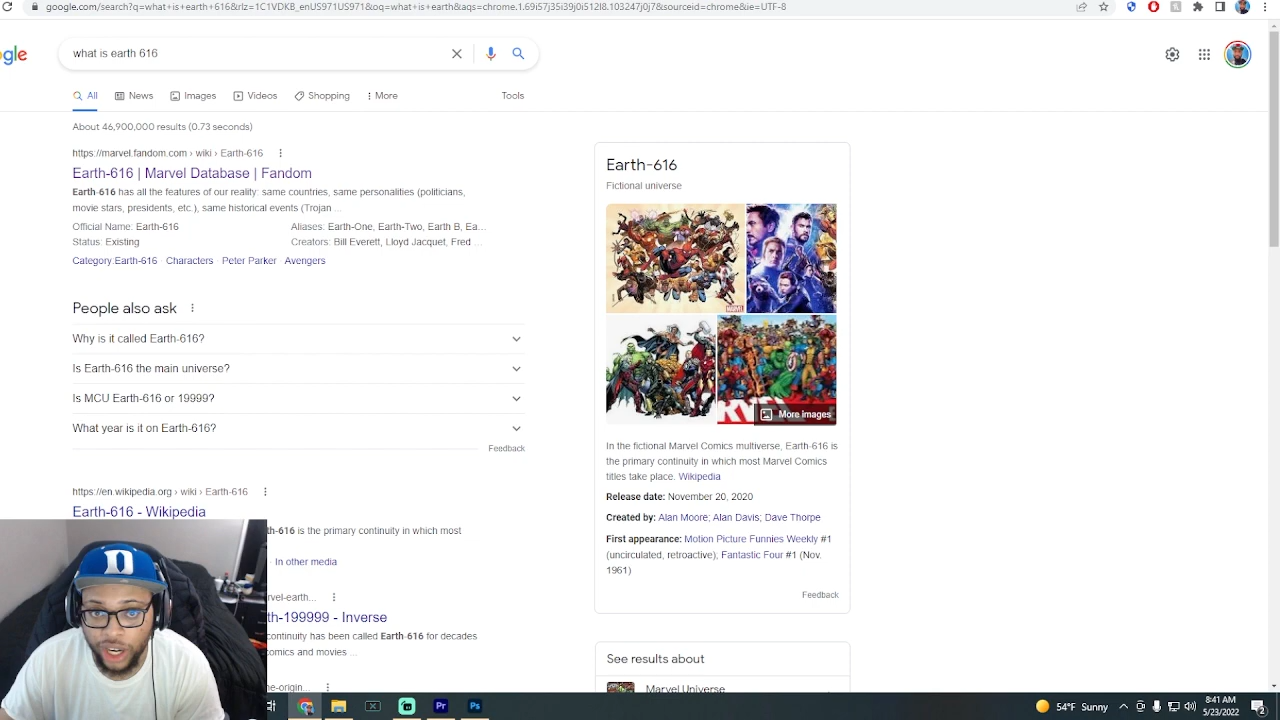 google.com/search?q=what+is+earth+616&rlz=1C1VDKB_enUS971US971&oq=what+is+earth&aqs=chrome.1.69i57j35i39j0i512l8.103247j0j7&sourceid=chrome&ie=UTF-8
gle
what is earth 616
All
News
Images
Videos
Shopping
More
Tools
About 46,900,000 results (0.73 seconds)
https://marvel.fandom.com › wiki › Earth-616
Earth-616 | Marvel Database | Fandom
Earth-616 has all the features of our reality: same countries, same personalities (politicians,
movie stars, presidents, etc.), same historical events (Trojan ...
Official Name: Earth-616
Aliases: Earth-One, Earth-Two, Earth B, Ea...
Status: Existing
Creators: Bill Everett, Lloyd Jacquet, Fred ...
Category:Earth-616 · Characters · Peter Parker · Avengers
People also ask
Why is it called Earth-616?
Is Earth-616 the main universe?
Is MCU Earth-616 or 19999?
What year is it on Earth-616?
Feedback
https://en.wikipedia.org › wiki › Earth-616
Earth-616 - Wikipedia
th-616 is the primary continuity in which most
· In other media
rvel-earth...
th-199999 - Inverse
continuity has been called Earth-616 for decades
comics and movies ...
ne-origin...
Earth-616
Fictional universe
MARVEL
More images
In the fictional Marvel Comics multiverse, Earth-616 is
the primary continuity in which most Marvel Comics
titles take place. Wikipedia
Release date: November 20, 2020
Created by: Alan Moore; Alan Davis; Dave Thorpe
First appearance: Motion Picture Funnies Weekly #1
(uncirculated, retroactive); Fantastic Four #1 (Nov.
1961)
Feedback
See results about
Marvel Universe
Pr
Ps
54°F Sunny
8:41 AM
5/23/2022
2